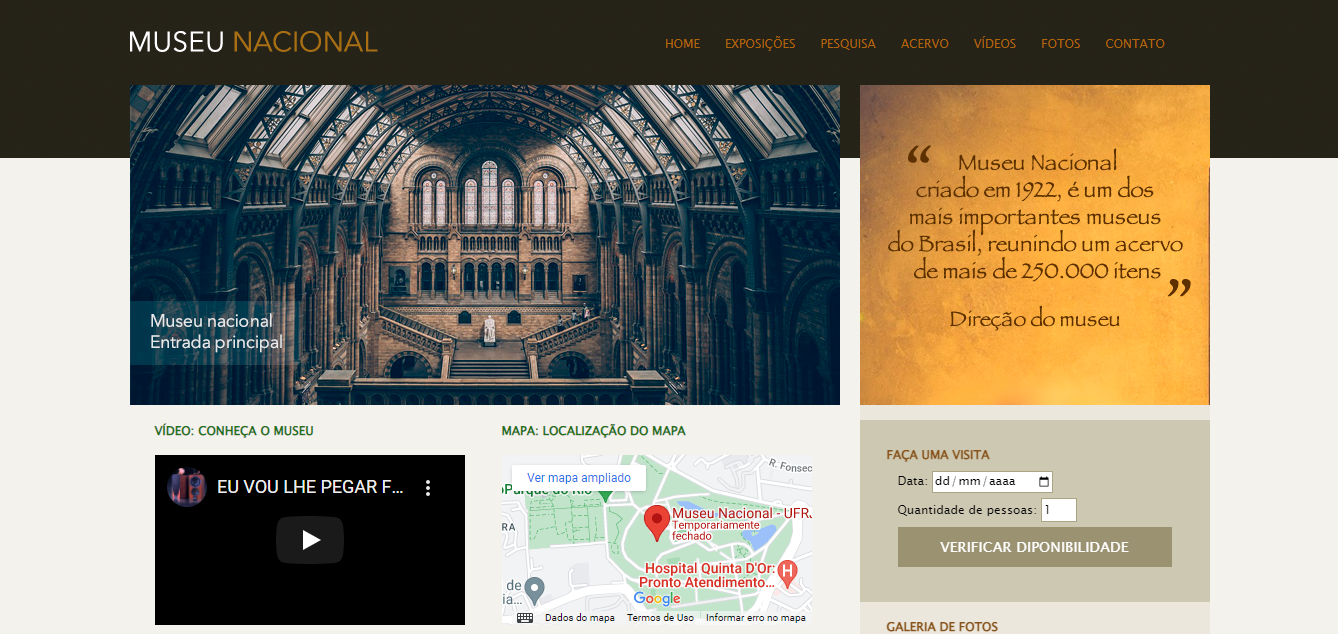 MUSEU NACIONAL
HOME EXPOSIÇÕES PESQUISA ACERVO VÍDEOS FOTOS CONTATO
Museu nacional
Entrada principal
“ Museu Nacional
criado em 1922, é um dos
mais importantes museus
do Brasil, reunindo um acervo
de mais de 250.000 itens ”
Direção do museu
VÍDEO: CONHEÇA O MUSEU
EU VOU LHE PEGAR F...
MAPA: LOCALIZAÇÃO DO MAPA
Ver mapa ampliado
R. Fonsec
Parque do Rio
RA
Museu Nacional - UFRJ
Temporariamente
fechado
Hospital Quinta D'Or:
Pronto Atendimento...
de
ia...
Google
Dados do mapa Termos de Uso Informar erro no mapa
FAÇA UMA VISITA
Data: dd/mm/aaaa
Quantidade de pessoas: 1
VERIFICAR DIPONIBILIDADE
GALERIA DE FOTOS